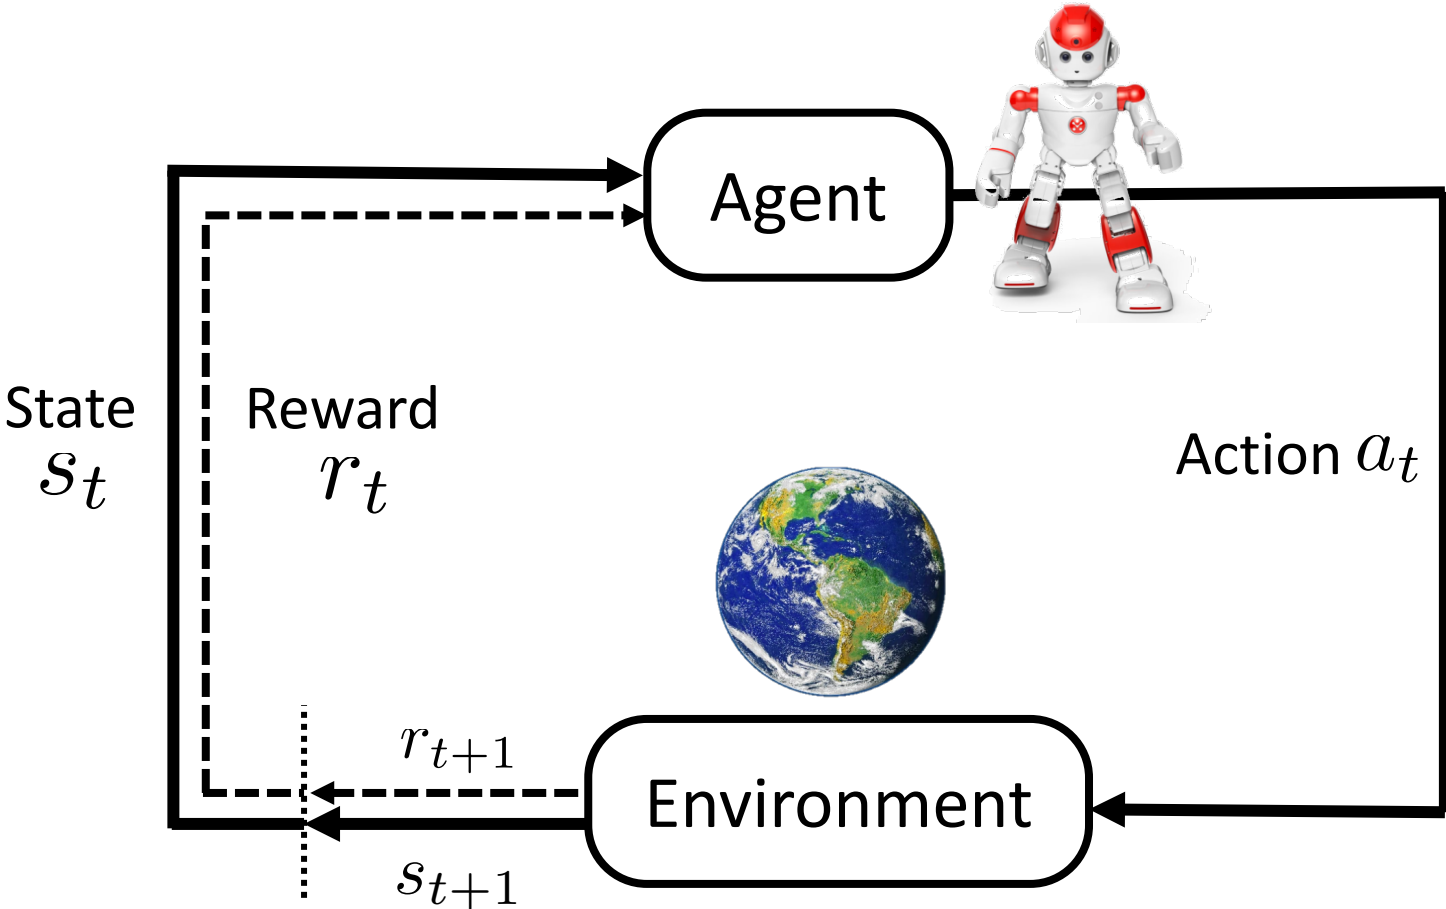 Agent
State
s_t
Reward
r_t
Action a_t
r_{t+1}
Environment
s_{t+1}